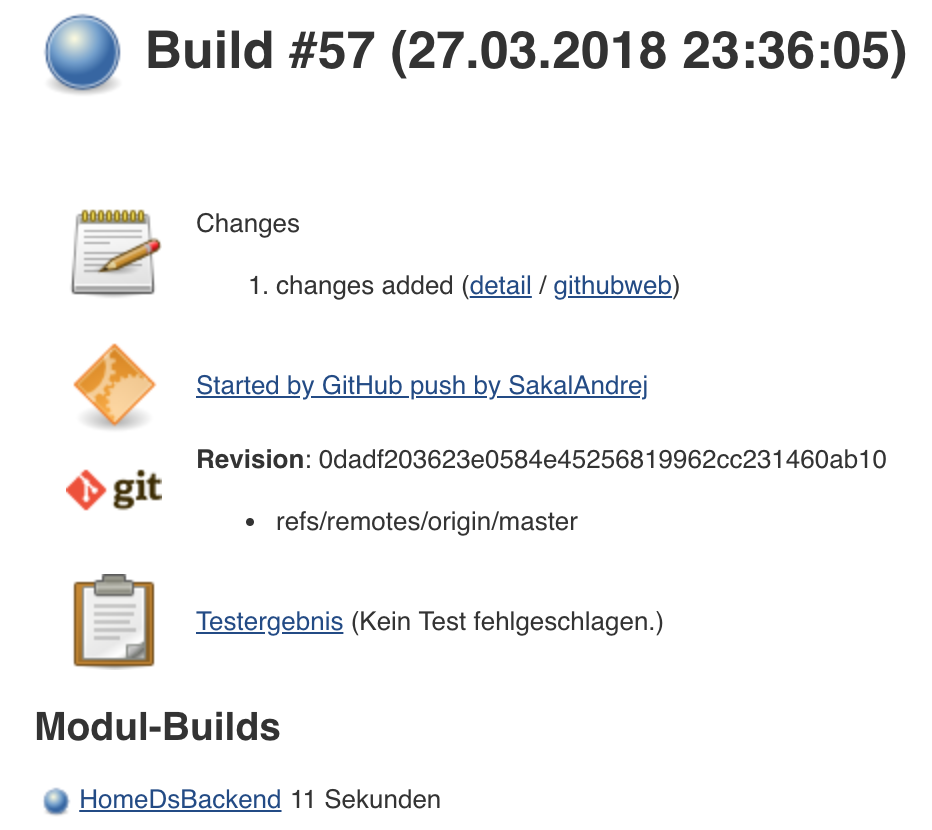 Build #57 (27.03.2018 23:36:05)
Changes
1. changes added (detail / githubweb)
Started by GitHub push by SakalAndrej
Revision: 0dadf203623e0584e45256819962cc231460ab10
git
• refs/remotes/origin/master
Testergebnis (Kein Test fehlgeschlagen.)
Modul-Builds
HomeDsBackend 11 Sekunden